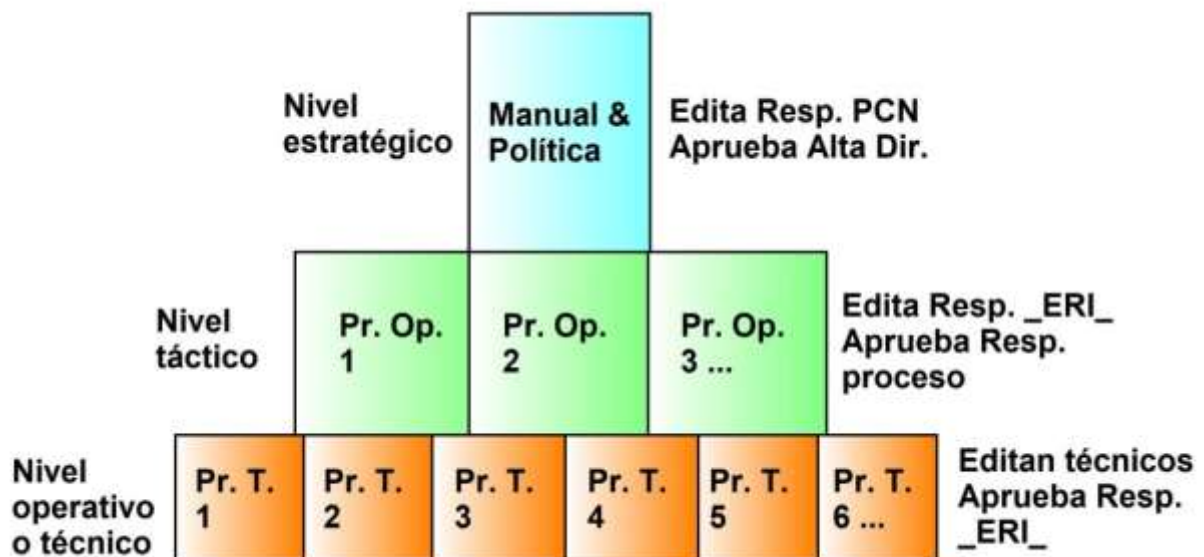 Nivel
estratégico
Manual &
Política
Edita Resp. PCN
Aprueba Alta Dir.
Nivel
táctico
Pr. Op.
1
Pr. Op.
2
Pr. Op.
3 ...
Edita Resp. _ERI_
Aprueba Resp.
proceso
Nivel
operativo
o técnico
Pr. T.
1
Pr. T.
2
Pr. T.
3
Pr. T.
4
Pr. T.
5
Pr. T.
6 ...
Editan técnicos
Aprueba Resp.
_ERI_